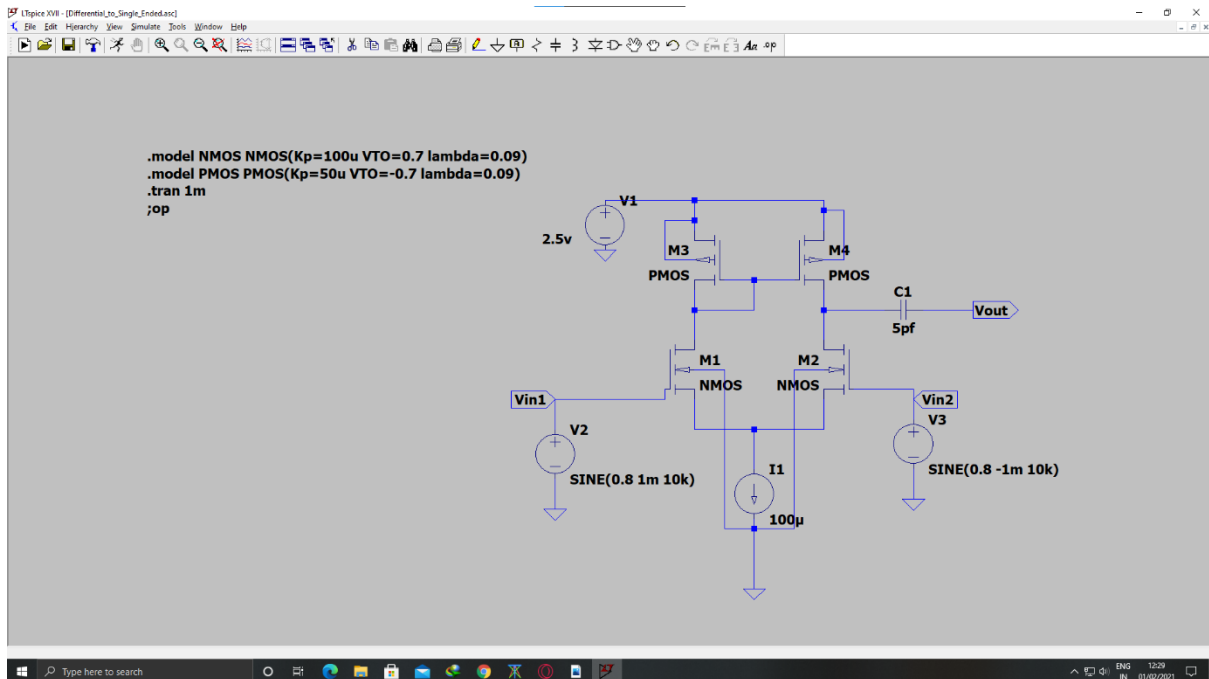 LTspice XVII - [Differential_to_Single_Ended.asc]
File Edit Hierarchy View Simulate Tools Window Help
.model NMOS NMOS(Kp=100u VTO=0.7 lambda=0.09)
.model PMOS PMOS(Kp=50u VTO=-0.7 lambda=0.09)
.tran 1m
;op
V1
2.5v
M3
M4
PMOS
PMOS
C1
Vout
5pf
M1
M2
NMOS
NMOS
Vin1
Vin2
V2
V3
SINE(0.8 1m 10k)
SINE(0.8 -1m 10k)
I1
100µ
Type here to search
ENG
IN
12:29
01/02/2021